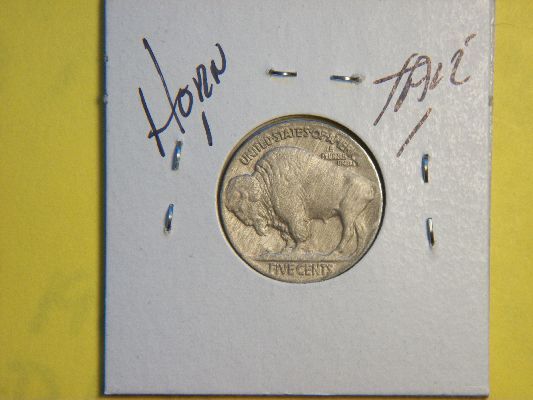 HORN
TAIL
UNITED STATES OF AMERICA
E PLURIBUS UNUM
FIVE CENTS